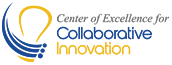 Center of Excellence for
Collaborative
Innovation